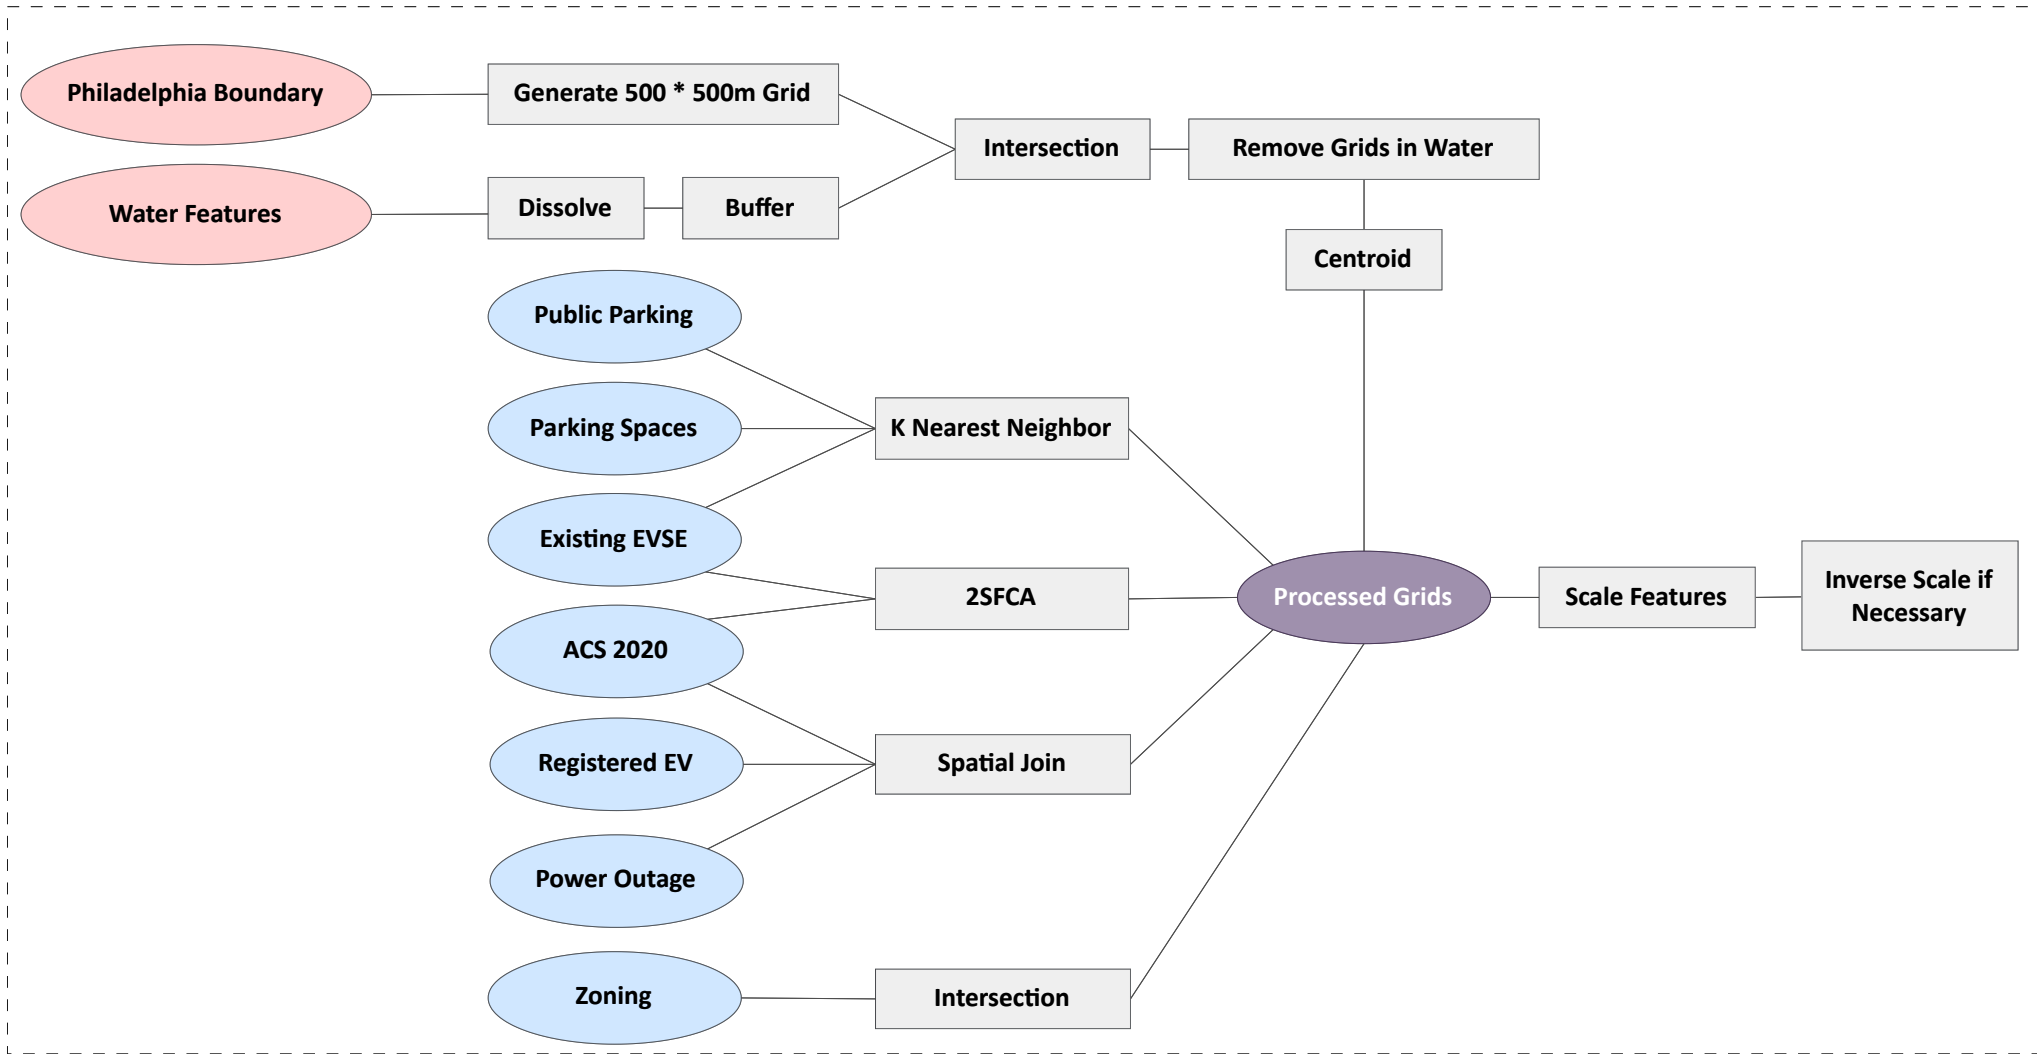 Philadelphia Boundary
Generate 500 * 500m Grid
Water Features
Dissolve
Buffer
Intersection
Remove Grids in Water
Centroid
Public Parking
Parking Spaces
Existing EVSE
ACS 2020
Registered EV
Power Outage
Zoning
K Nearest Neighbor
2SFCA
Spatial Join
Intersection
Processed Grids
Scale Features
Inverse Scale if
Necessary